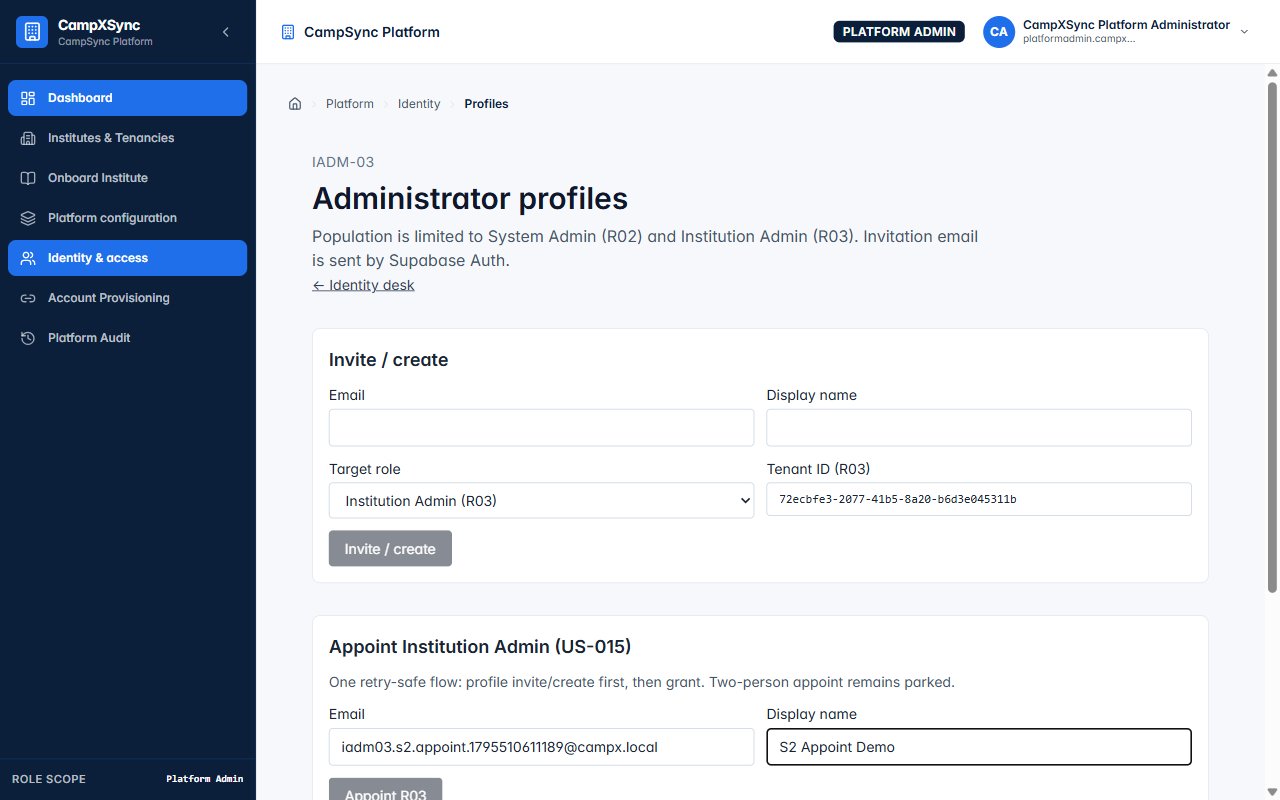 CampXSync
CampSync Platform
Dashboard
Institutes & Tenancies
Onboard Institute
Platform configuration
Identity & access
Account Provisioning
Platform Audit
ROLE SCOPE
Platform Admin
CampSync Platform
PLATFORM ADMIN
CA
CampXSync Platform Administrator
platformadmin.campx...
Platform
Identity
Profiles
IADM-03
Administrator profiles
Population is limited to System Admin (R02) and Institution Admin (R03). Invitation email
is sent by Supabase Auth.
← Identity desk
Invite / create
Email
Display name
Target role
Tenant ID (R03)
Institution Admin (R03)
72ecbfe3-2077-41b5-8a20-b6d3e045311b
Invite / create
Appoint Institution Admin (US-015)
One retry-safe flow: profile invite/create first, then grant. Two-person appoint remains parked.
Email
Display name
iadm03.s2.appoint.1795510611189@campx.local
S2 Appoint Demo
Appoint R03